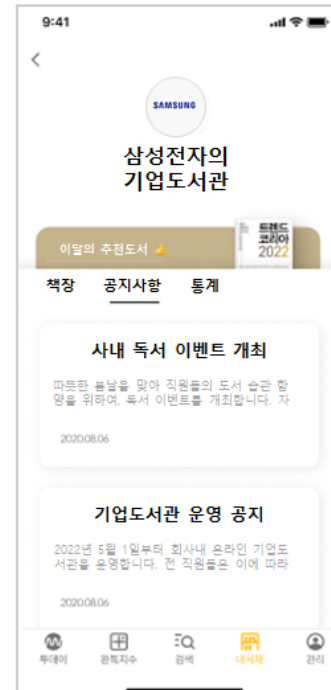 9:41
SAMSUNG
삼성전자의
기업도서관
이달의 추천도서 👍
트렌드
코리아
2022
책장 공지사항 통계
사내 독서 이벤트 개최
따뜻한 봄날을 맞아 직원들의 도서 습관 함
양을 위하여, 독서 이벤트를 개최합니다. 자
2020.08.06
기업도서관 운영 공지
2022년 5월 1일부터 회사내 온라인 기업도
서관을 운영합니다. 전 직원들은 이에 따라
2020.08.06
투데이 완독지수 검색 내서재 관리